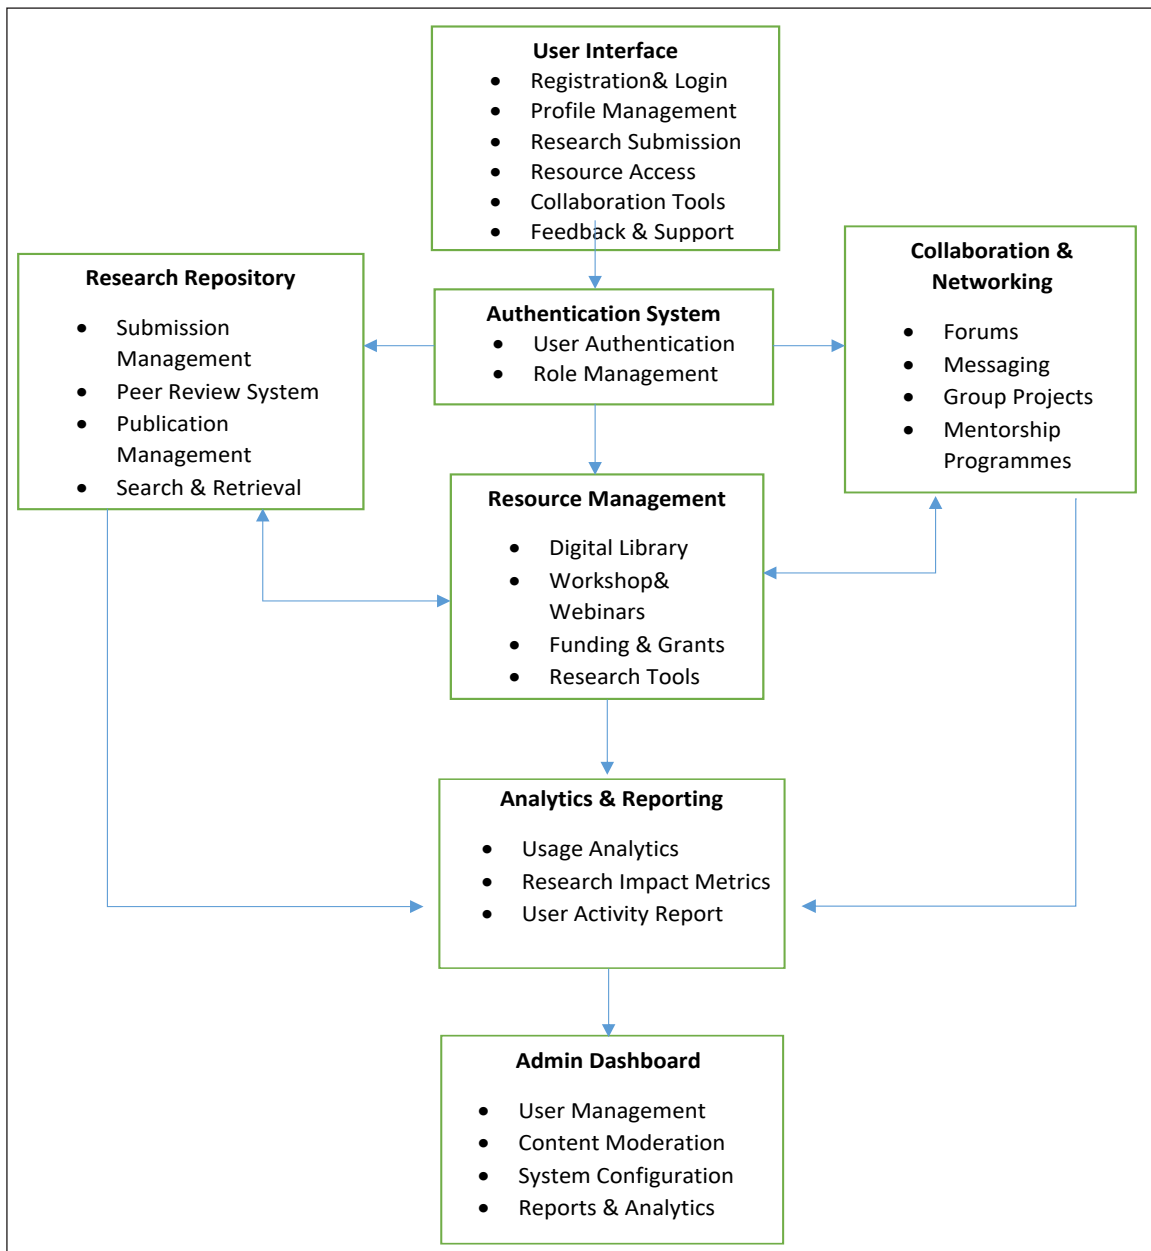 User Interface
• Registration& Login
• Profile Management
• Research Submission
• Resource Access
• Collaboration Tools
• Feedback & Support
Research Repository
• Submission
Management
• Peer Review System
• Publication
Management
• Search & Retrieval
Authentication System
• User Authentication
• Role Management
Collaboration &
Networking
• Forums
• Messaging
• Group Projects
• Mentorship
Programmes
Resource Management
• Digital Library
• Workshop&
Webinars
• Funding & Grants
• Research Tools
Analytics & Reporting
• Usage Analytics
• Research Impact Metrics
• User Activity Report
Admin Dashboard
• User Management
• Content Moderation
• System Configuration
• Reports & Analytics